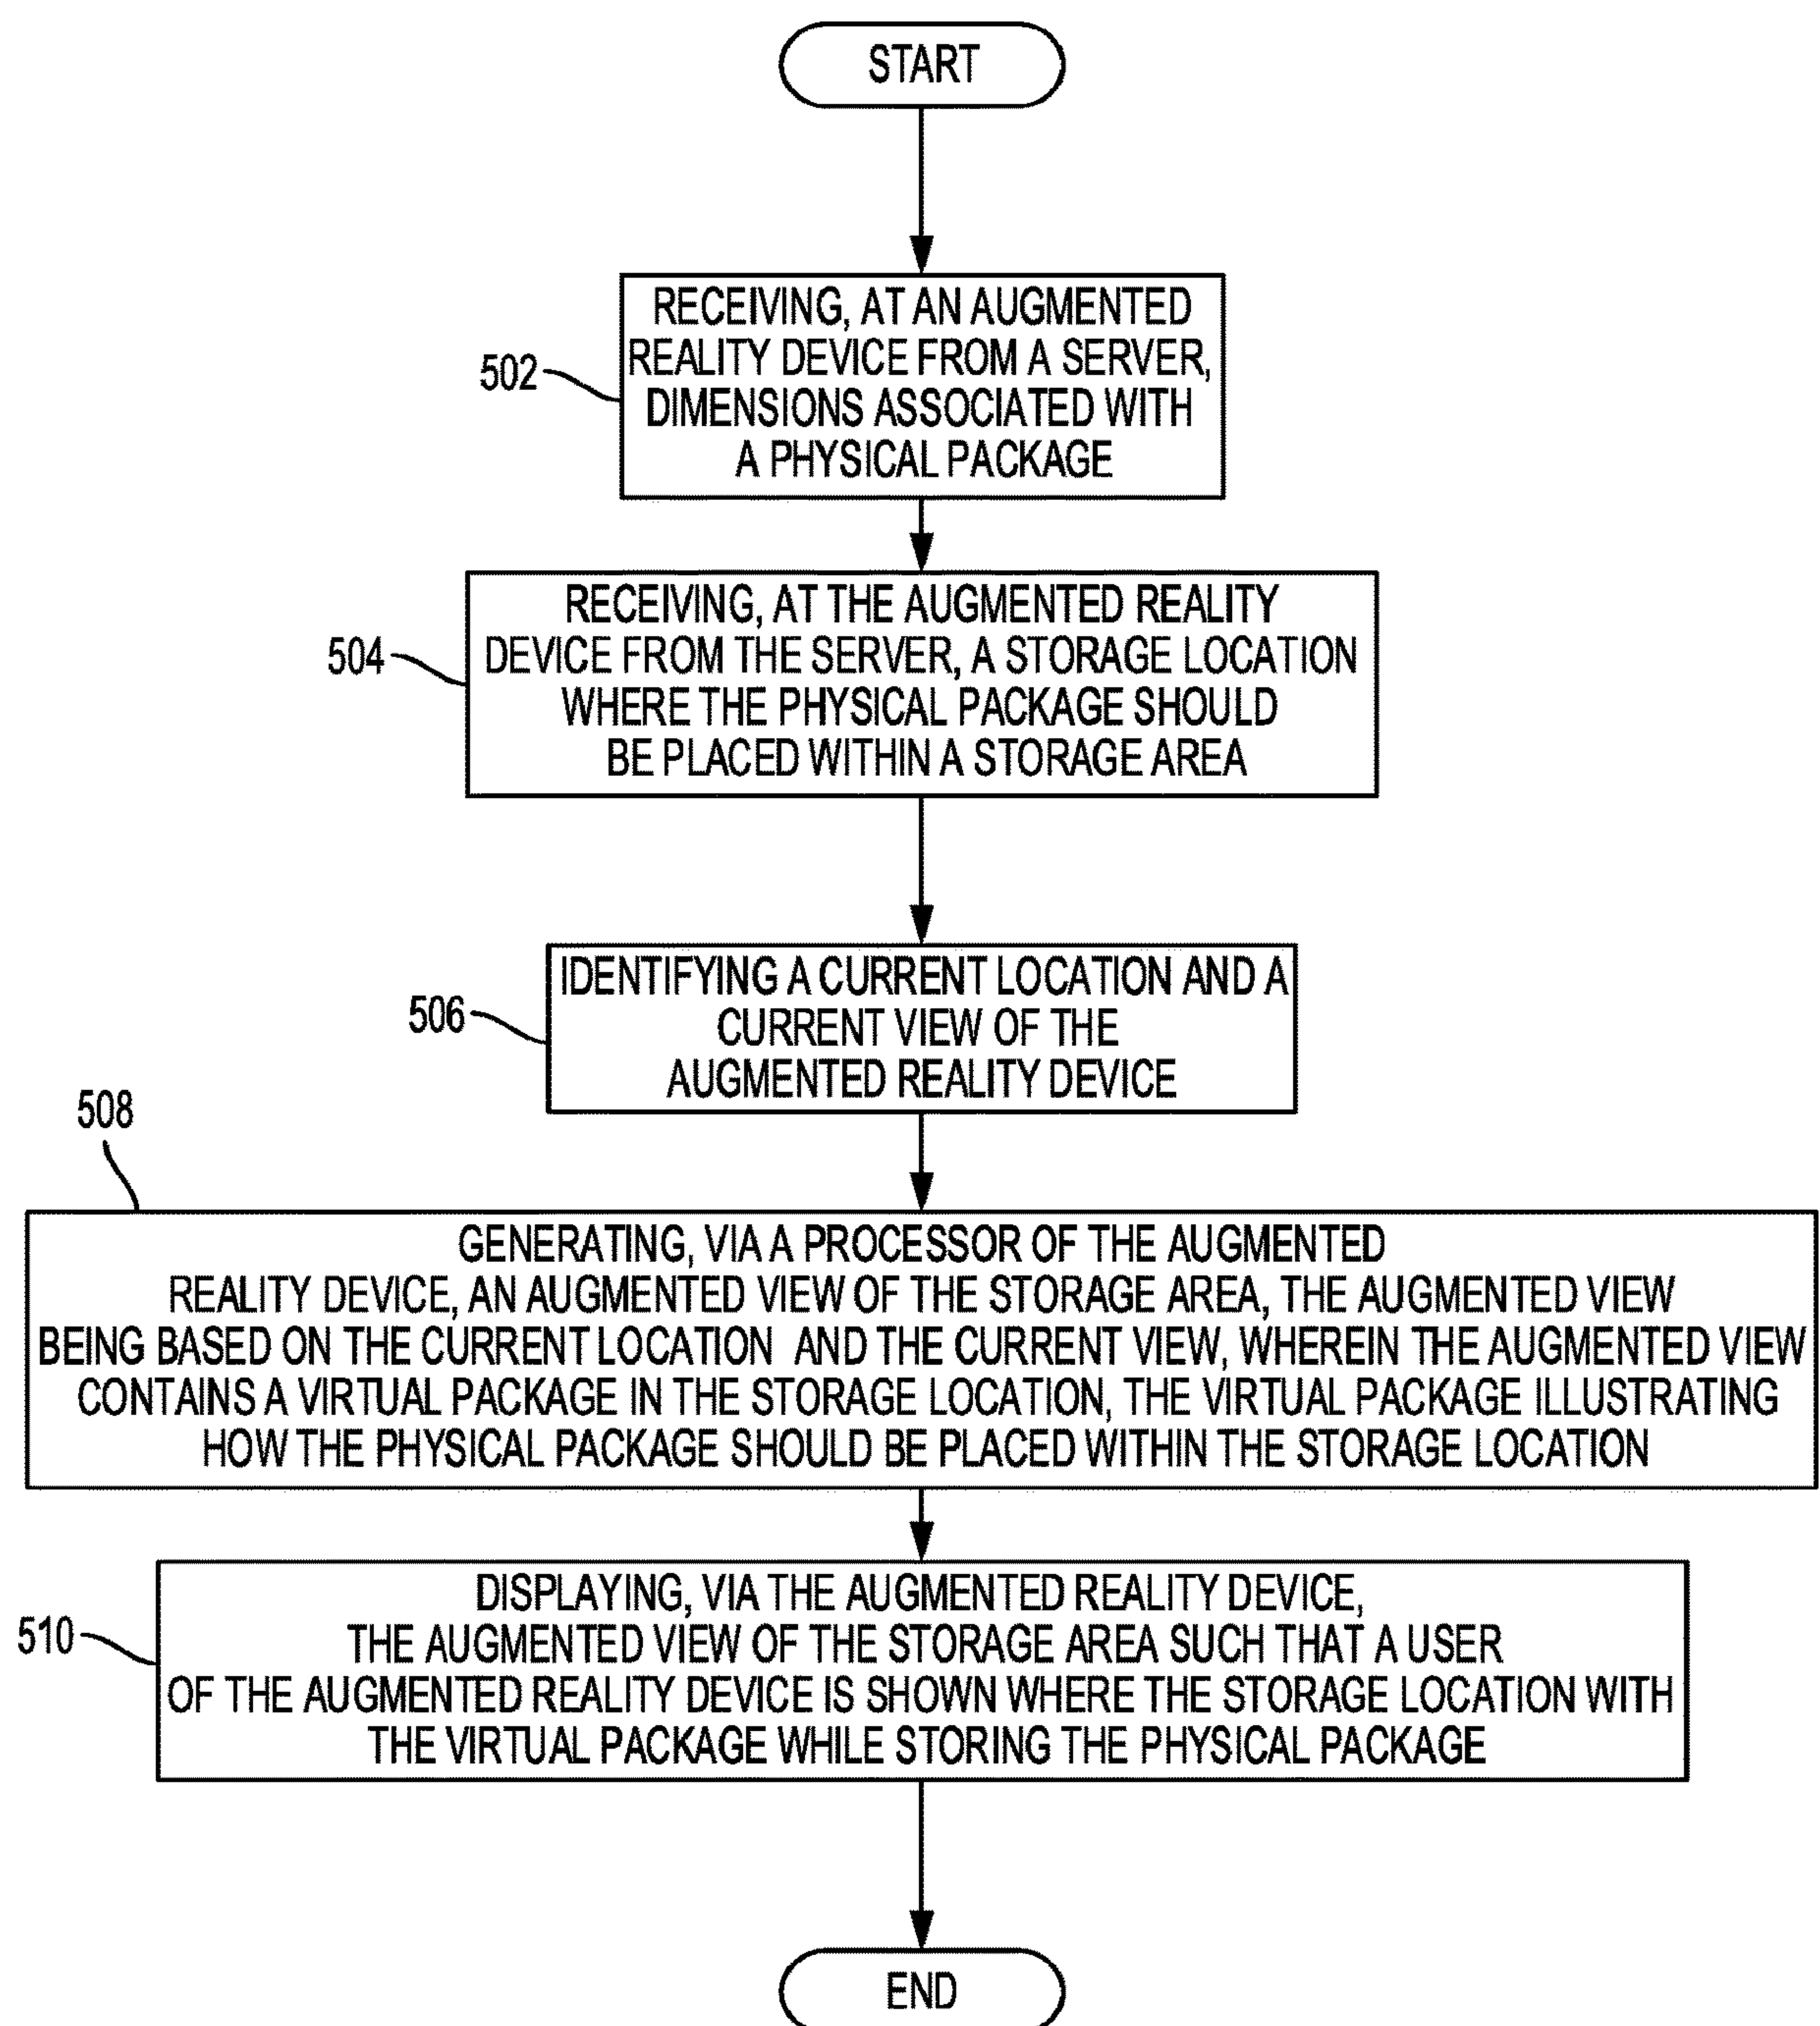 START
502
RECEIVING, AT AN AUGMENTED
REALITY DEVICE FROM A SERVER,
DIMENSIONS ASSOCIATED WITH
A PHYSICAL PACKAGE
504
RECEIVING, AT THE AUGMENTED REALITY
DEVICE FROM THE SERVER, A STORAGE LOCATION
WHERE THE PHYSICAL PACKAGE SHOULD
BE PLACED WITHIN A STORAGE AREA
506
IDENTIFYING A CURRENT LOCATION AND A
CURRENT VIEW OF THE
AUGMENTED REALITY DEVICE
508
GENERATING, VIA A PROCESSOR OF THE AUGMENTED
REALITY DEVICE, AN AUGMENTED VIEW OF THE STORAGE AREA, THE AUGMENTED VIEW
BEING BASED ON THE CURRENT LOCATION AND THE CURRENT VIEW, WHEREIN THE AUGMENTED VIEW
CONTAINS A VIRTUAL PACKAGE IN THE STORAGE LOCATION, THE VIRTUAL PACKAGE ILLUSTRATING
HOW THE PHYSICAL PACKAGE SHOULD BE PLACED WITHIN THE STORAGE LOCATION
510
DISPLAYING, VIA THE AUGMENTED REALITY DEVICE,
THE AUGMENTED VIEW OF THE STORAGE AREA SUCH THAT A USER
OF THE AUGMENTED REALITY DEVICE IS SHOWN WHERE THE STORAGE LOCATION WITH
THE VIRTUAL PACKAGE WHILE STORING THE PHYSICAL PACKAGE
END